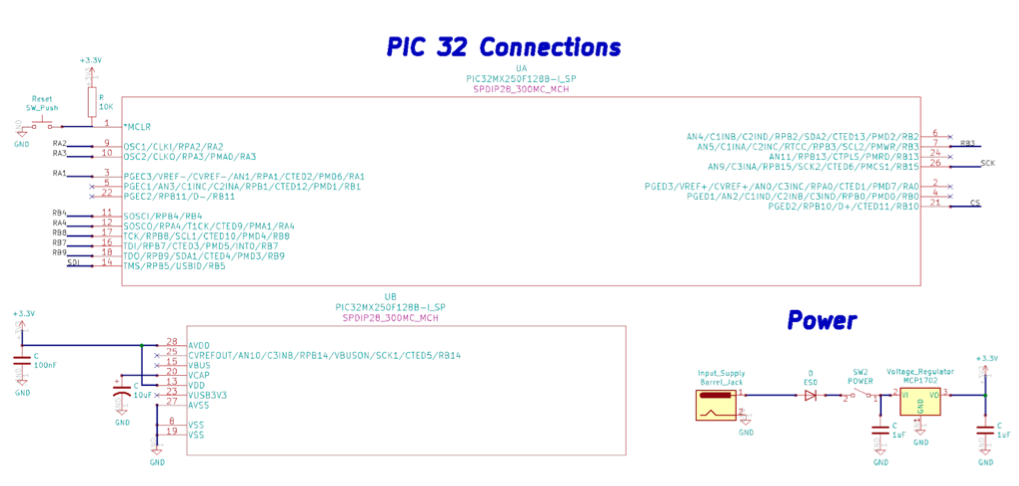 PIC 32 Connections
UA
PIC32MX250F128B-I_SP
SPDIP28_300MC_MCH
+3.3V
R
10K
Reset
SW_Push
GND
1
*MCLR
RA2
9
OSC1/CLKI/RPA2/RA2
RA3
10
OSC2/CLKO/RPA3/PMA0/RA3
RA1
3
PGEC3/VREF-/CVREF-/AN1/RPA1/CTED2/PMD6/RA1
5
PGEC1/AN3/C1INC/C2INA/RPB1/CTED12/PMD1/RB1
22
PGEC2/RPB11/D-/RB11
RB4
11
SOSCI/RPB4/RB4
RA4
12
SOSCO/RPA4/T1CK/CTED9/PMA1/RA4
RB8
17
TCK/RPB8/SCL1/CTED10/PMD4/RB8
RB7
16
TDI/RPB7/CTED3/PMD5/INT0/RB7
RB9
18
TDO/RPB9/SDA1/CTED4/PMD3/RB9
SDI
14
TMS/RPB5/USBID/RB5
AN4/C1INB/C2IND/RPB2/SDA2/CTED13/PMD2/RB2
6
AN5/C1INA/C2INC/RTCC/RPB3/SCL2/PMWR/RB3
7
RB3
AN11/RPB13/CTPLS/PMRD/RB13
24
AN9/C3INA/RPB15/SCK2/CTED6/PMCS1/RB15
26
SCK
PGED3/VREF+/CVREF+/AN0/C3INC/RPA0/CTED1/PMD7/RA0
2
PGED1/AN2/C1IND/C2INB/C3IND/RPB0/PMD0/RB0
4
PGED2/RPB10/D+/CTED11/RB10
21
CS
UB
PIC32MX250F128B-I_SP
SPDIP28_300MC_MCH
+3.3V
C
100nF
GND
C
10uF
GND
28
AVDD
25
CVREFOUT/AN10/C3INB/RPB14/VBUSON/SCK1/CTED5/RB14
15
VBUS
20
VCAP
13
VDD
23
VUSB3V3
27
AVSS
8
VSS
19
VSS
GND
Power
Input_Supply
Barrel_Jack
1
2
GND
D
ESD
SW2
POWER
2
1
C
1uF
GND
Voltage_Regulator
MCP1702
2
VI
VO
3
GND
1
GND
+3.3V
C
1uF
GND